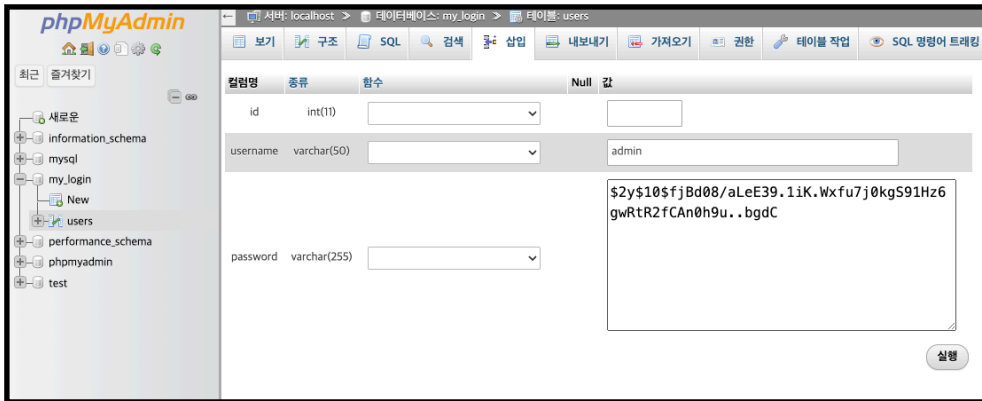 phpMyAdmin
최근 즐겨찾기
새로운
information_schema
mysql
my_login
New
users
performance_schema
phpmyadmin
test
← 서버: localhost » 데이터베이스: my_login » 테이블: users
보기 구조 SQL 검색 삽입 내보내기 가져오기 권한 테이블 작업 SQL 명령어 트래킹
컬럼명 종류 함수 Null 값
id int(11)
username varchar(50) admin
password varchar(255)
$2y$10$fjBd08/aLeE39.1iK.Wxfu7j0kgS91Hz6
gwRtR2fCAn0h9u..bgdC
실행